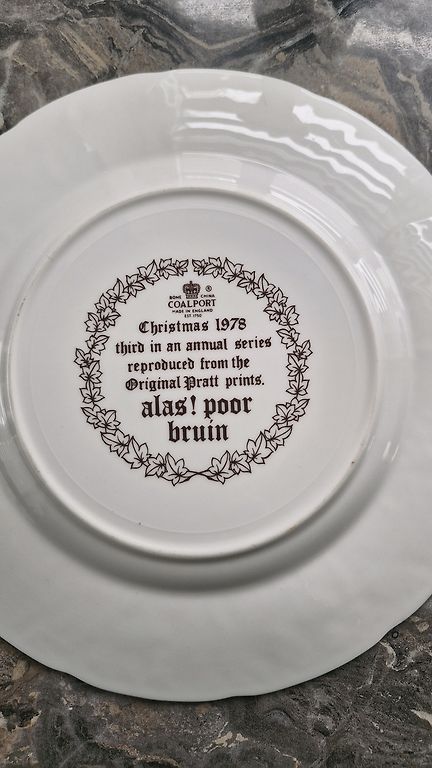 ®
BONE CHINA
COALPORT
MADE IN ENGLAND
EST. 1750
Christmas 1978
third in an annual series
reproduced from the
Original Pratt prints.
alas! poor
bruin